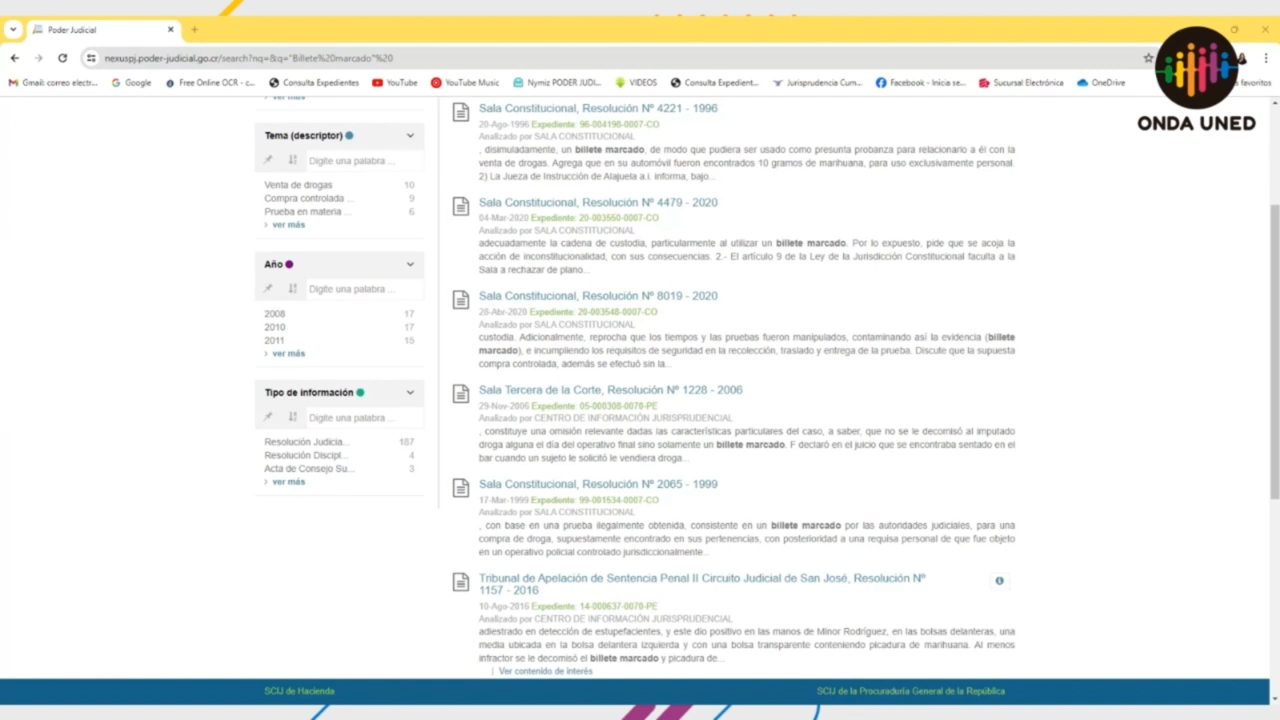 Poder Judicial
nexuspj.poder-judicial.go.cr/search?nq=&q="Billete%20marcado"%20
Gmail: correo electr...
Google
Free Online OCR - c...
Consulta Expedientes
YouTube
YouTube Music
Nymiz PODER JUDI...
VIDEOS
Consulta Expedient...
Jurisprudencia Cum...
Facebook - Inicia se...
Sucursal Electrónica
OneDrive
favoritos
ONDA UNED
ver más
Tema (descriptor)
Digite una palabra ...
Venta de drogas 10
Compra controlada ... 9
Prueba en materia ... 6
ver más
Año
Digite una palabra ...
2008 17
2010 17
2011 15
ver más
Tipo de información
Digite una palabra ...
Resolución Judicia... 187
Resolución Discipl... 4
Acta de Consejo Su... 3
ver más
Sala Constitucional, Resolución Nº 4221 - 1996
20-Ago-1996 Expediente: 96-004198-0007-CO
Analizado por SALA CONSTITUCIONAL
, disimuladamente, un billete marcado, de modo que pudiera ser usado como presunta probanza para relacionarlo a él con la
venta de drogas. Agrega que en su automóvil fueron encontrados 10 gramos de marihuana, para uso exclusivamente personal.
2) La Jueza de Instrucción de Alajuela a.i. informa, bajo...
Sala Constitucional, Resolución Nº 4479 - 2020
04-Mar-2020 Expediente: 20-003550-0007-CO
Analizado por SALA CONSTITUCIONAL
adecuadamente la cadena de custodia, particularmente al utilizar un billete marcado. Por lo expuesto, pide que se acoja la
acción de inconstitucionalidad, con sus consecuencias. 2.- El artículo 9 de la Ley de la Jurisdicción Constitucional faculta a la
Sala a rechazar de plano...
Sala Constitucional, Resolución Nº 8019 - 2020
28-Abr-2020 Expediente: 20-003548-0007-CO
Analizado por SALA CONSTITUCIONAL
custodia. Adicionalmente, reprocha que los tiempos y las pruebas fueron manipulados, contaminando así la evidencia (billete
marcado), e incumpliendo los requisitos de seguridad en la recolección, traslado y entrega de la prueba. Discute que la supuesta
compra controlada, además se efectuó sin la...
Sala Tercera de la Corte, Resolución Nº 1228 - 2006
29-Nov-2006 Expediente: 05-000308-0078-PE
Analizado por CENTRO DE INFORMACIÓN JURISPRUDENCIAL
, constituye una omisión relevante dadas las características particulares del caso, a saber, que no se le decomisó al imputado
droga alguna el día del operativo final sino solamente un billete marcado. F declaró en el juicio que se encontraba sentado en el
bar cuando un sujeto le solicitó le vendiera droga...
Sala Constitucional, Resolución Nº 2065 - 1999
17-Mar-1999 Expediente: 99-001534-0007-CO
Analizado por SALA CONSTITUCIONAL
, con base en una prueba ilegalmente obtenida, consistente en un billete marcado por las autoridades judiciales, para una
compra de droga, supuestamente encontrado en sus pertenencias, con posterioridad a una requisa personal de que fue objeto
en un operativo policial controlado jurisdiccionalmente...
Tribunal de Apelación de Sentencia Penal II Circuito Judicial de San José, Resolución Nº
1157 - 2016
10-Ago-2016 Expediente: 14-000637-0070-PE
Analizado por CENTRO DE INFORMACIÓN JURISPRUDENCIAL
adiestrado en detección de estupefacientes, y este dio positivo en las manos de Minor Rodríguez, en las bolsas delanteras, una
media ubicada en la bolsa delantera izquierda y con una bolsa transparente conteniendo picadura de marihuana. Al menos
infractor se le decomisó el billete marcado y picadura de...
Ver contenido de interés
SCIJ de Hacienda
SCIJ de la Procuraduría General de la República